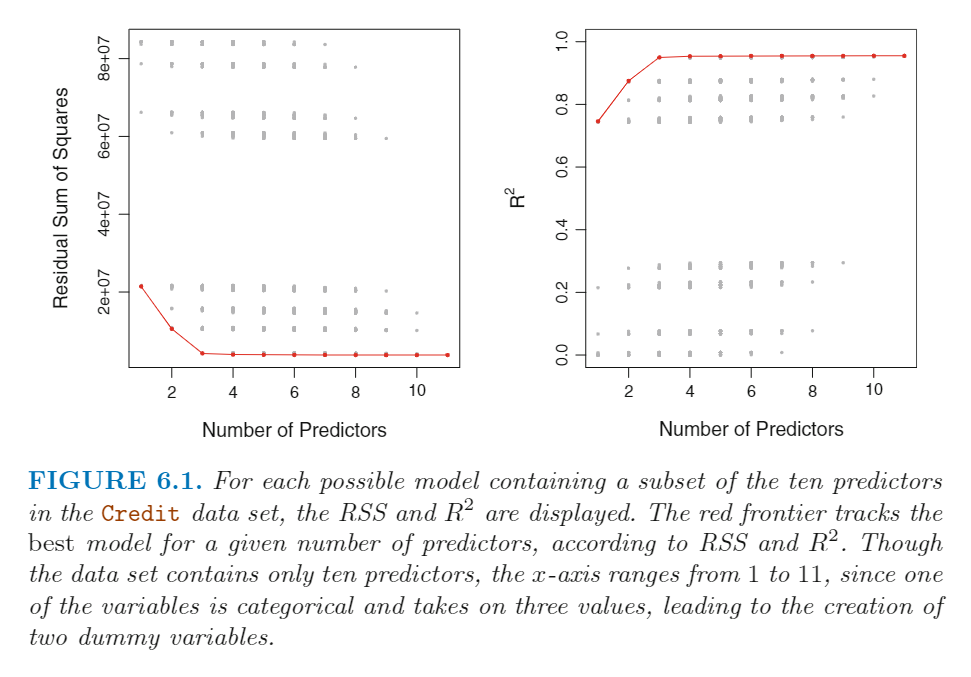 Residual Sum of Squares
8e+07
6e+07
4e+07
2e+07
2 4 6 8 10
Number of Predictors
R²
1.0
0.8
0.6
0.4
0.2
0.0
2 4 6 8 10
Number of Predictors
FIGURE 6.1. For each possible model containing a subset of the ten predictors
in the Credit data set, the RSS and R² are displayed. The red frontier tracks the
best model for a given number of predictors, according to RSS and R². Though
the data set contains only ten predictors, the x-axis ranges from 1 to 11, since one
of the variables is categorical and takes on three values, leading to the creation of
two dummy variables.